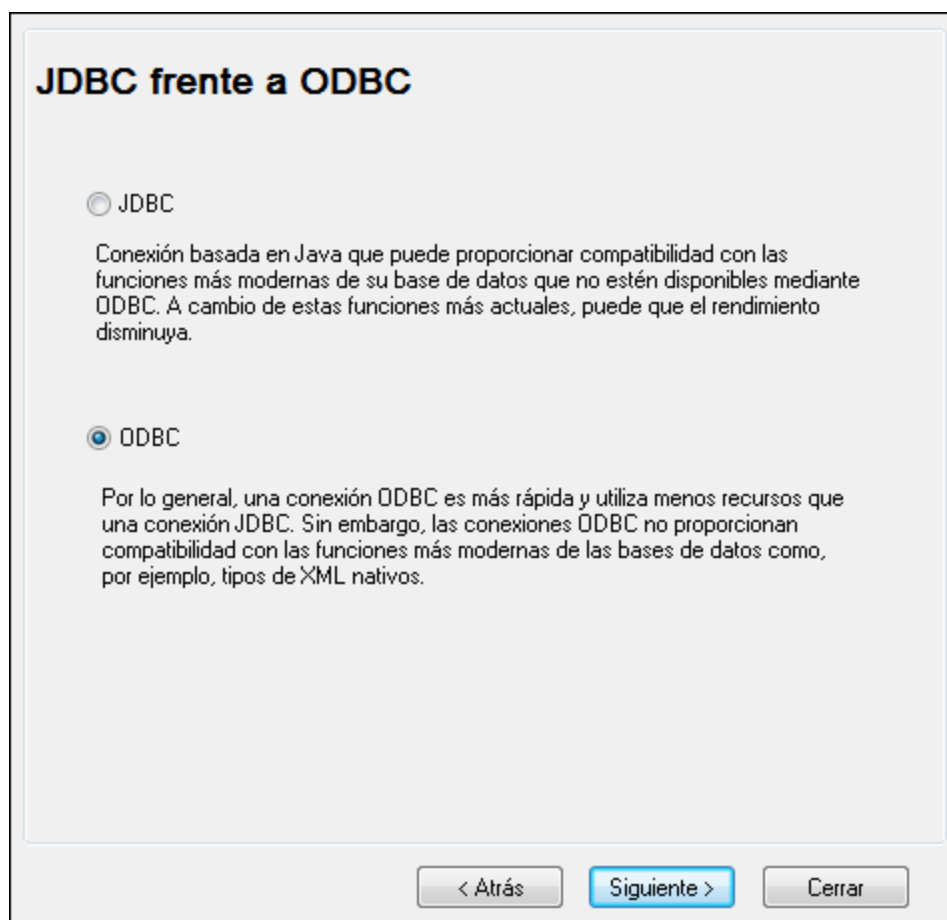 JDBC frente a ODBC
JDBC
Conexión basada en Java que puede proporcionar compatibilidad con las
funciones más modernas de su base de datos que no estén disponibles mediante
ODBC. A cambio de estas funciones más actuales, puede que el rendimiento
disminuya.
ODBC
Por lo general, una conexión ODBC es más rápida y utiliza menos recursos que
una conexión JDBC. Sin embargo, las conexiones ODBC no proporcionan
compatibilidad con las funciones más modernas de las bases de datos como,
por ejemplo, tipos de XML nativos.
< Atrás
Siguiente >
Cerrar